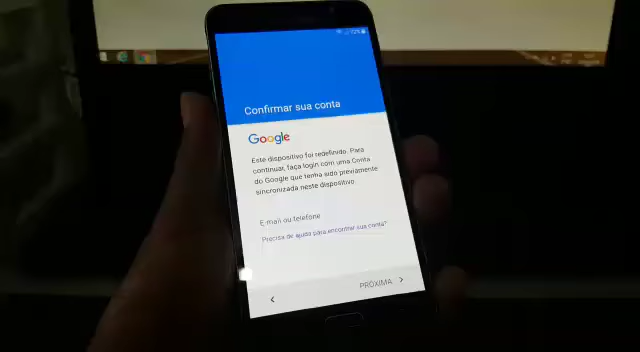 Confirmar sua conta
Google
Este dispositivo foi redefinido. Para
continuar, faça login com uma Conta
do Google que tenha sido previamente
sincronizada neste dispositivo.
E-mail ou telefone
Precisa de ajuda para encontrar sua conta?
PRÓXIMA